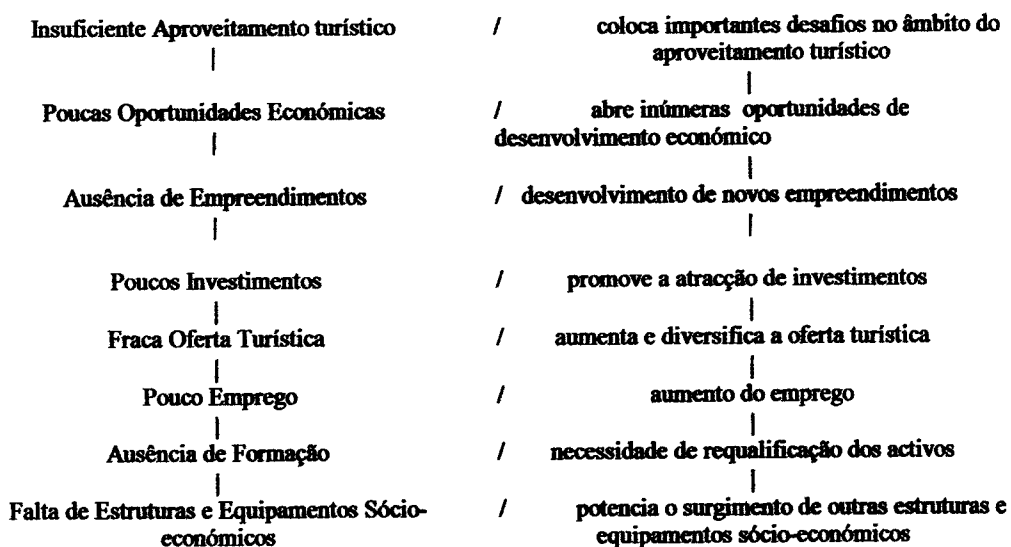 Insuficiente Aproveitamento turístico / coloca importantes desafios no âmbito do
aproveitamento turístico
Poucas Oportunidades Económicas / abre inúmeras oportunidades de
desenvolvimento económico
Ausência de Empreendimentos / desenvolvimento de novos empreendimentos
Poucos Investimentos / promove a atracção de investimentos
Fraca Oferta Turística / aumenta e diversifica a oferta turística
Pouco Emprego / aumento do emprego
Ausência de Formação / necessidade de requalificação dos activos
Falta de Estruturas e Equipamentos Sócio- / potencia o surgimento de outras estruturas e
económicos equipamentos sócio-económicos